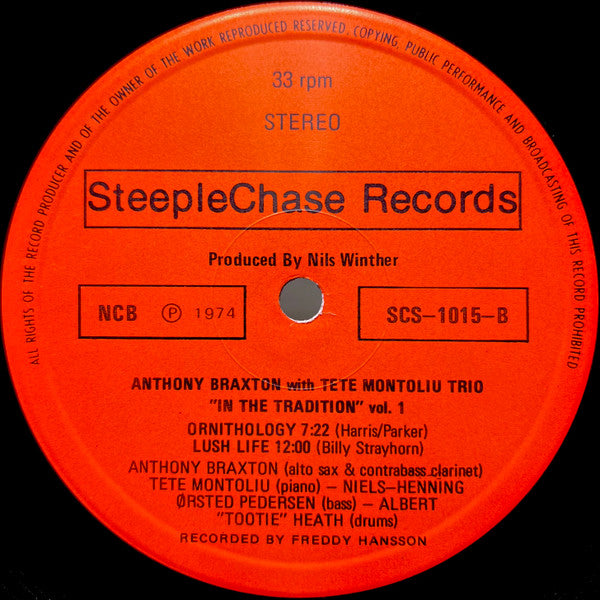 ALL RIGHTS OF THE RECORD PRODUCER AND OF THE OWNER OF THE WORK REPRODUCED RESERVED, COPYING, PUBLIC PERFORMANCE AND BROADCASTING OF THIS RECORD PROHIBITED
33 rpm
STEREO
SteepleChase Records
Produced By Nils Winther
NCB ℗ 1974
SCS-1015-B
ANTHONY BRAXTON with TETE MONTOLIU TRIO
"IN THE TRADITION" vol. 1
ORNITHOLOGY 7:22 (Harris/Parker)
LUSH LIFE 12:00 (Billy Strayhorn)
ANTHONY BRAXTON (alto sax & contrabass clarinet)
TETE MONTOLIU (piano) – NIELS–HENNING
ØRSTED PEDERSEN (bass) – ALBERT
"TOOTIE" HEATH (drums)
RECORDED BY FREDDY HANSSON